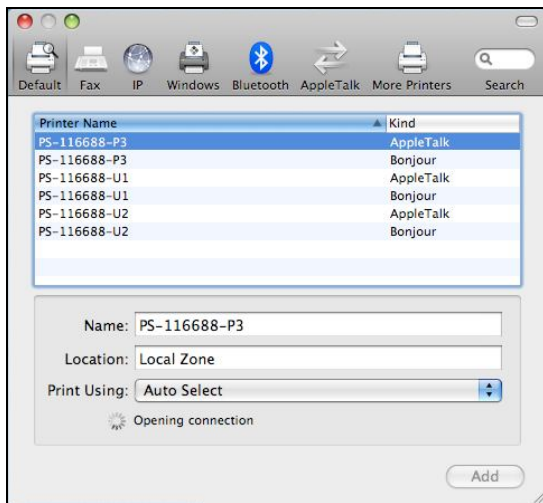 Default Fax IP Windows Bluetooth AppleTalk More Printers Search
Printer Name Kind
PS-116688-P3 AppleTalk
PS-116688-P3 Bonjour
PS-116688-U1 AppleTalk
PS-116688-U1 Bonjour
PS-116688-U2 AppleTalk
PS-116688-U2 Bonjour
Name: PS-116688-P3
Location: Local Zone
Print Using: Auto Select
Opening connection
Add